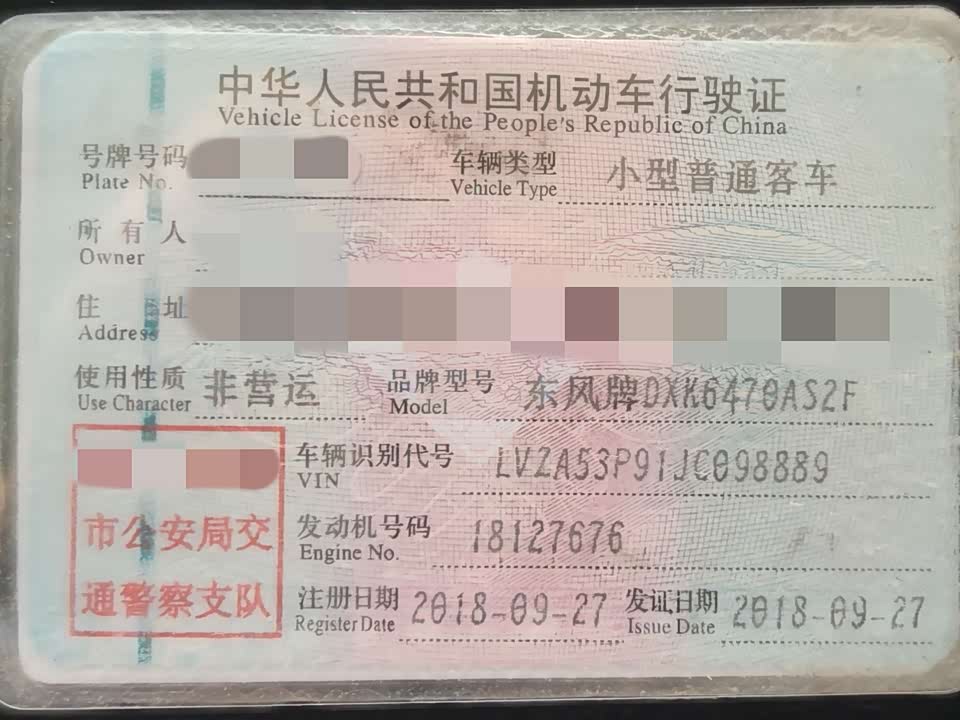 中华人民共和国机动车行驶证
Vehicle License of the People's Republic of China
号牌号码 车辆类型 小型普通客车
Plate No. Vehicle Type
所有人
Owner
住址
Address
使用性质 非营运 品牌型号 东风牌DXK6470AS2F
Use Character Model
车辆识别代号 LVZA53P91JC098889
VIN
市公安局交
发动机号码 18127676
Engine No.
通警察支队
注册日期 2018-09-27 发证日期 2018-09-27
Register Date Issue Date